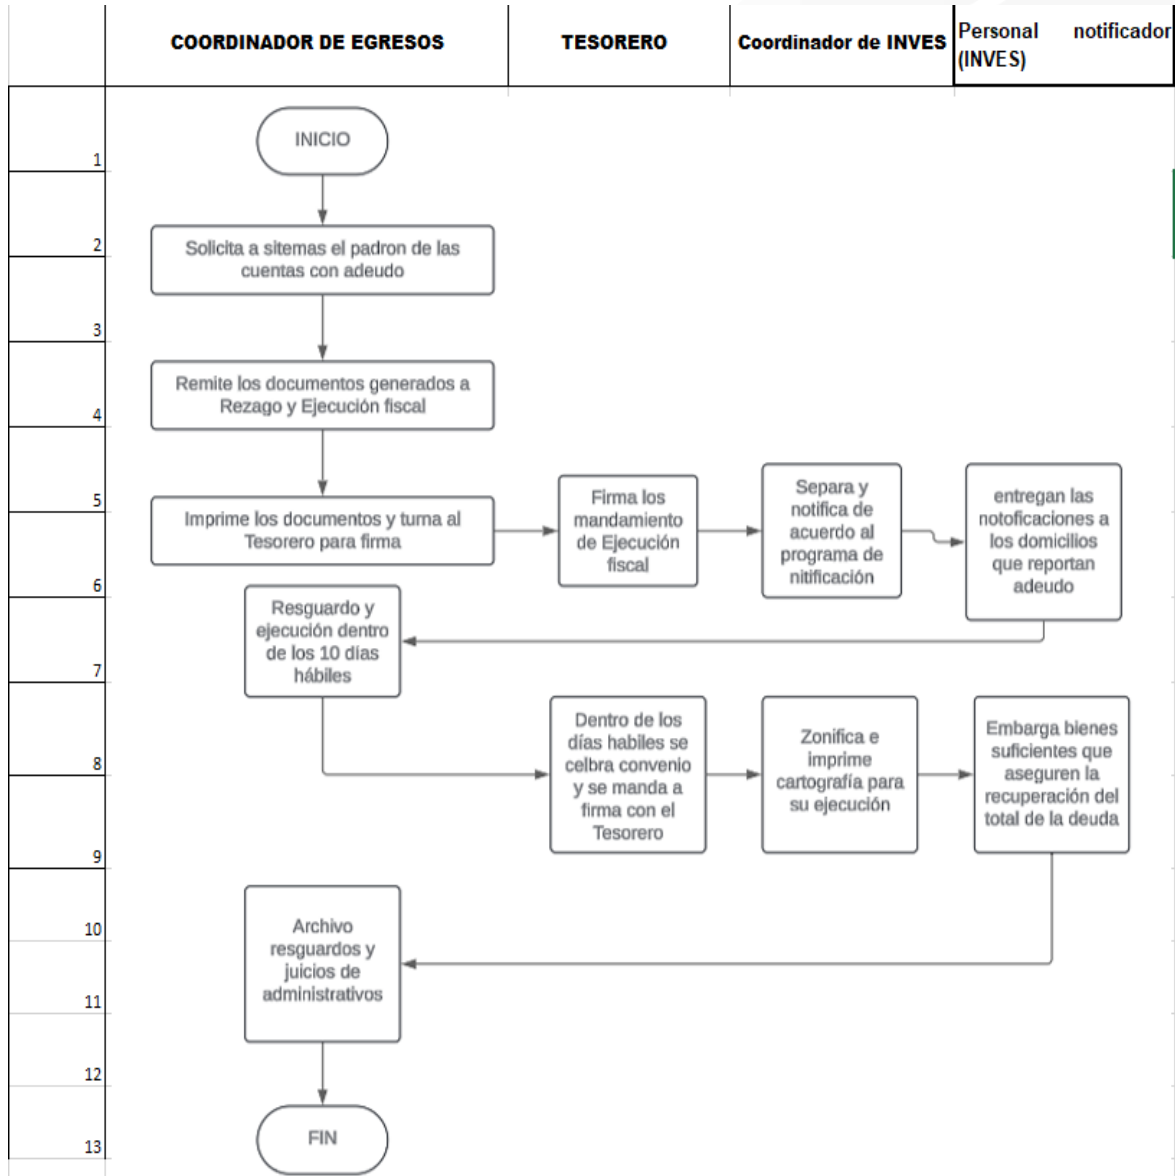 COORDINADOR DE EGRESOS
TESORERO
Coordinador de INVES
Personal notificador
(INVES)
INICIO
1
Solicita a sitemas el padron de las
cuentas con adeudo
2
3
Remite los documentos generados a
Rezago y Ejecución fiscal
4
5
Imprime los documentos y turna al
Tesorero para firma
Firma los
mandamiento
de Ejecución
fiscal
Separa y
notifica de
acuerdo al
programa de
nitificación
entregan las
notoficaciones a
los domicilios
que reportan
adeudo
6
Resguardo y
ejecución dentro
de los 10 días
hábiles
7
Dentro de los
días habiles se
celbra convenio
y se manda a
firma con el
Tesorero
Zonifica e
imprime
cartografía para
su ejecución
Embarga bienes
suficientes que
aseguren la
recuperación del
total de la deuda
8
9
Archivo
resguardos y
juicios de
administrativos
10
11
12
FIN
13